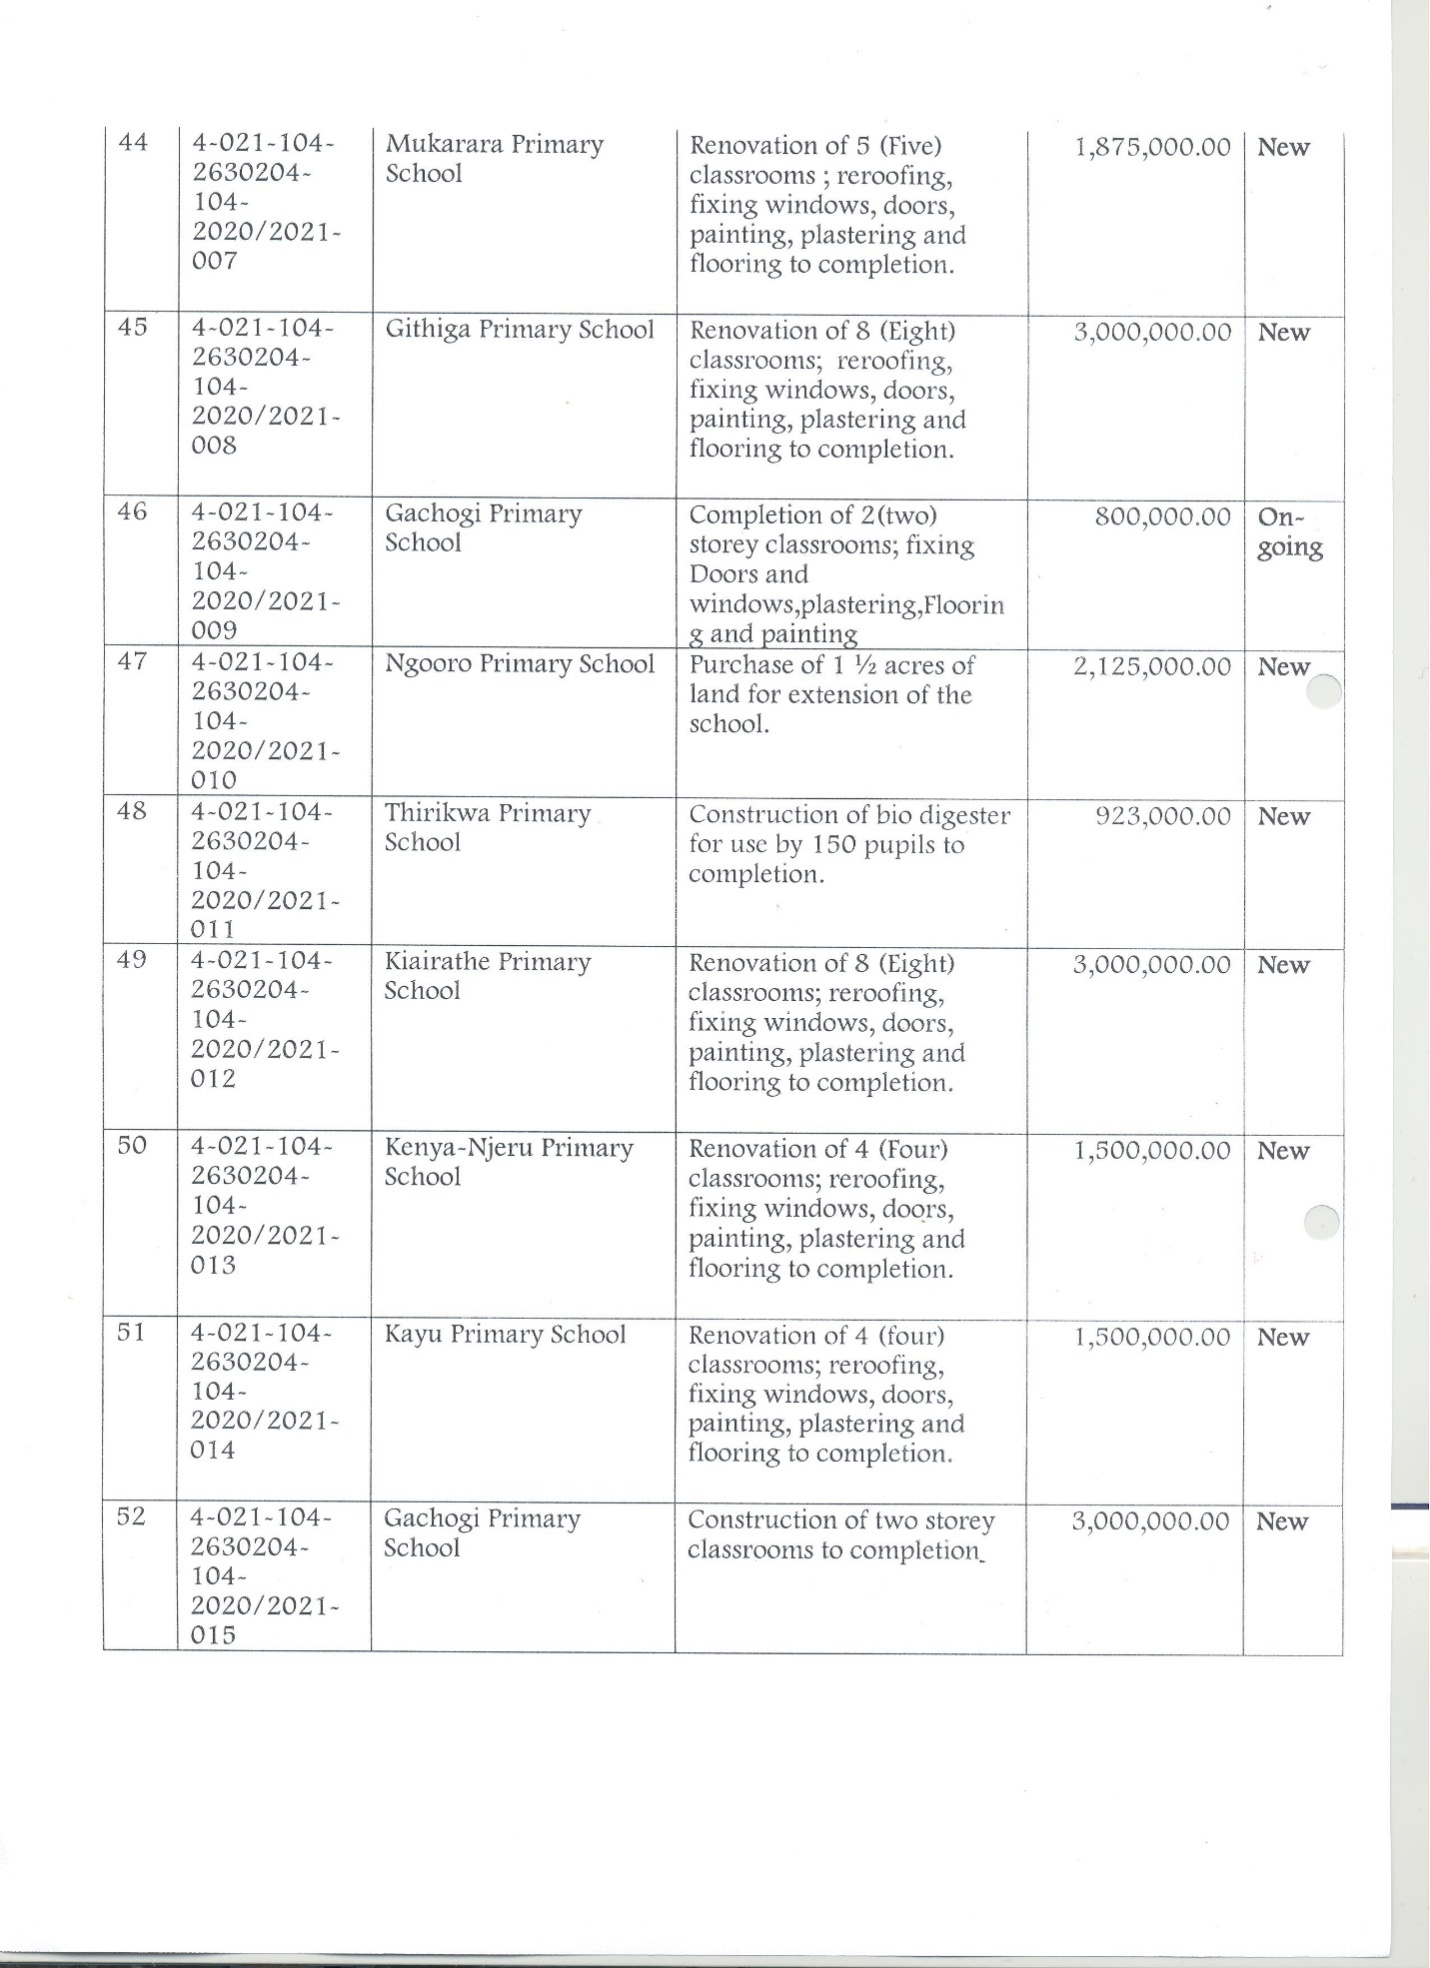 44
4-021-104-
2630204-
104-
2020/2021-
007
Mukarara Primary
School
Renovation of 5 (Five)
classrooms ; reroofing,
fixing windows, doors,
painting, plastering and
flooring to completion.
1,875,000.00
New
45
4-021-104-
2630204-
104-
2020/2021-
008
Githiga Primary School
Renovation of 8 (Eight)
classrooms;  reroofing,
fixing windows, doors,
painting, plastering and
flooring to completion.
3,000,000.00
New
46
4-021-104-
2630204-
104-
2020/2021-
009
Gachogi Primary
School
Completion of 2(two)
storey classrooms; fixing
Doors and
windows,plastering,Floorin
g and painting
800,000.00
On-
going
47
4-021-104-
2630204-
104-
2020/2021-
010
Ngooro Primary School
Purchase of 1 ½ acres of
land for extension of the
school.
2,125,000.00
New
48
4-021-104-
2630204-
104-
2020/2021-
011
Thirikwa Primary
School
Construction of bio digester
for use by 150 pupils to
completion.
923,000.00
New
49
4-021-104-
2630204-
104-
2020/2021-
012
Kiairathe Primary
School
Renovation of 8 (Eight)
classrooms; reroofing,
fixing windows, doors,
painting, plastering and
flooring to completion.
3,000,000.00
New
50
4-021-104-
2630204-
104-
2020/2021-
013
Kenya-Njeru Primary
School
Renovation of 4 (Four)
classrooms; reroofing,
fixing windows, doors,
painting, plastering and
flooring to completion.
1,500,000.00
New
51
4-021-104-
2630204-
104-
2020/2021-
014
Kayu Primary School
Renovation of 4 (four)
classrooms; reroofing,
fixing windows, doors,
painting, plastering and
flooring to completion.
1,500,000.00
New
52
4-021-104-
2630204-
104-
2020/2021-
015
Gachogi Primary
School
Construction of two storey
classrooms to completion.
3,000,000.00
New